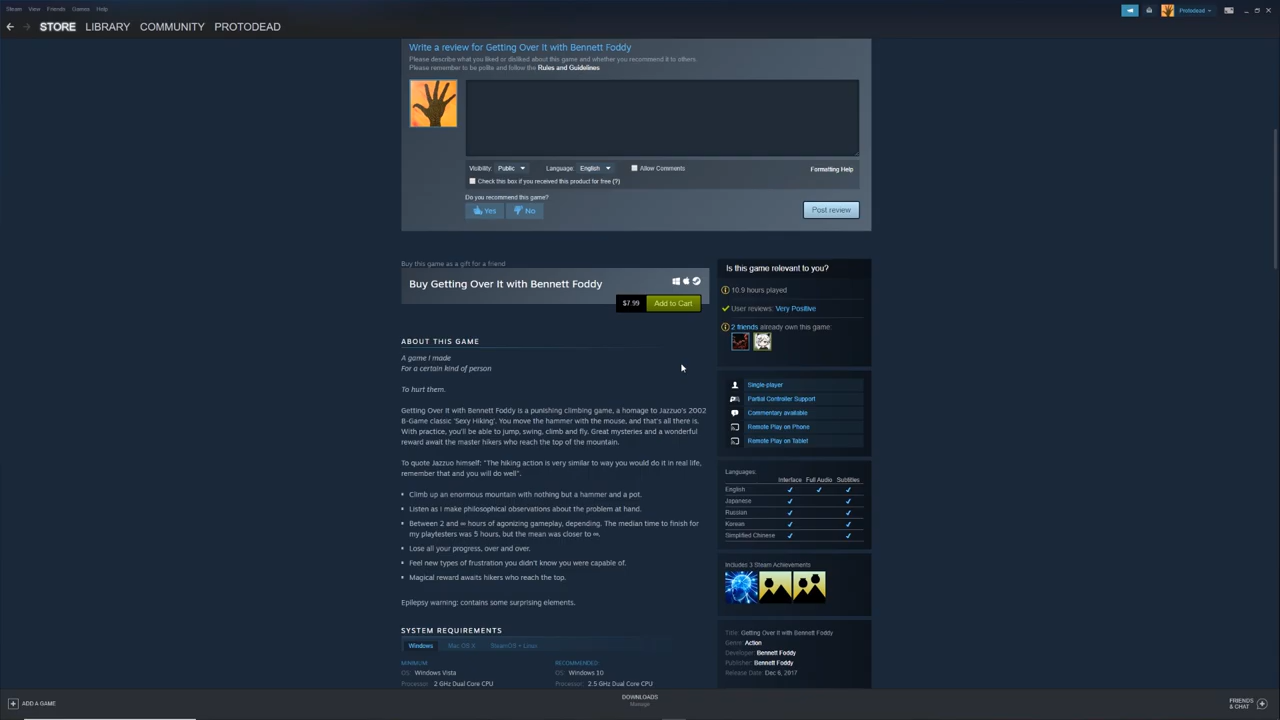 Steam View Friends Games Help
Protodead
STORE LIBRARY COMMUNITY PROTODEAD
Write a review for Getting Over It with Bennett Foddy
Please describe what you liked or disliked about this game and whether you recommend it to others.
Please remember to be polite and follow the Rules and Guidelines
Visibility: Public Language: English Allow Comments Formatting Help
Check this box if you received this product for free (?)
Do you recommend this game?
Yes No Post review
Buy this game as a gift for a friend
Buy Getting Over It with Bennett Foddy
$7.99 Add to Cart
ABOUT THIS GAME
A game I made
For a certain kind of person
To hurt them.
Getting Over It with Bennett Foddy is a punishing climbing game, a homage to Jazzuo's 2002
B-Game classic 'Sexy Hiking'. You move the hammer with the mouse, and that's all there is.
With practice, you'll be able to jump, swing, climb and fly. Great mysteries and a wonderful
reward await the master hikers who reach the top of the mountain.
To quote Jazzuo himself: "The hiking action is very similar to way you would do it in real life,
remember that and you will do well".
• Climb up an enormous mountain with nothing but a hammer and a pot.
• Listen as I make philosophical observations about the problem at hand.
• Between 2 and ∞ hours of agonizing gameplay, depending. The median time to finish for
my playtesters was 5 hours, but the mean was closer to ∞.
• Lose all your progress, over and over.
• Feel new types of frustration you didn't know you were capable of.
• Magical reward awaits hikers who reach the top.
Epilepsy warning: contains some surprising elements.
SYSTEM REQUIREMENTS
Windows Mac OS X SteamOS + Linux
MINIMUM: RECOMMENDED:
OS: Windows Vista OS: Windows 10
Processor: 2 GHz Dual Core CPU Processor: 2.5 GHz Dual Core CPU
Is this game relevant to you?
10.9 hours played
User reviews: Very Positive
2 friends already own this game:
Single-player
Partial Controller Support
Commentary available
Remote Play on Phone
Remote Play on Tablet
Languages:
Interface Full Audio Subtitles
English
Japanese
Russian
Korean
Simplified Chinese
Includes 3 Steam Achievements
Title: Getting Over It with Bennett Foddy
Genre: Action
Developer: Bennett Foddy
Publisher: Bennett Foddy
Release Date: Dec 6, 2017
ADD A GAME
DOWNLOADS
Manage
FRIENDS
& CHAT